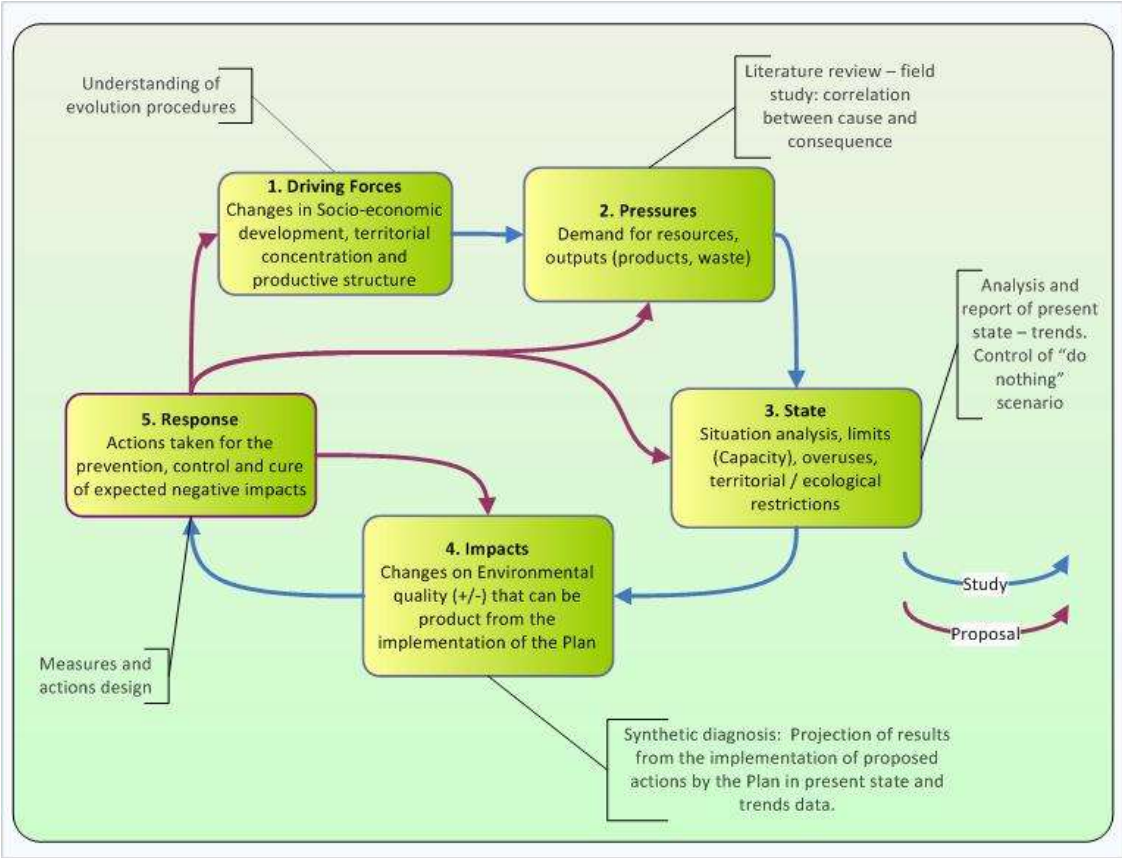 Understanding of
evolution procedures
Literature review – field
study: correlation
between cause and
consequence
1. Driving Forces
Changes in Socio-economic
development, territorial
concentration and
productive structure
2. Pressures
Demand for resources,
outputs (products, waste)
Analysis and
report of present
state – trends.
Control of “do
nothing”
scenario
5. Response
Actions taken for the
prevention, control and cure
of expected negative impacts
3. State
Situation analysis, limits
(Capacity), overuses,
territorial / ecological
restrictions
4. Impacts
Changes on Environmental
quality (+/-) that can be
product from the
implementation of the Plan
Study
Proposal
Measures and
actions design
Synthetic diagnosis: Projection of results
from the implementation of proposed
actions by the Plan in present state and
trends data.